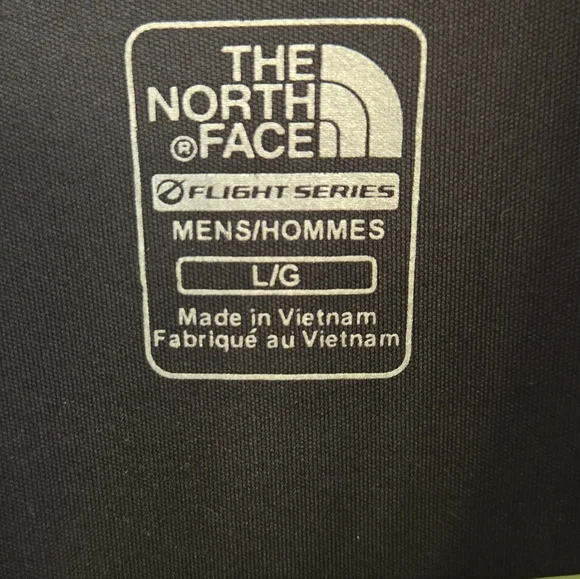 THE
NORTH
®FACE
FLIGHT SERIES
MENS/HOMMES
L/G
Made in Vietnam
Fabriqué au Vietnam